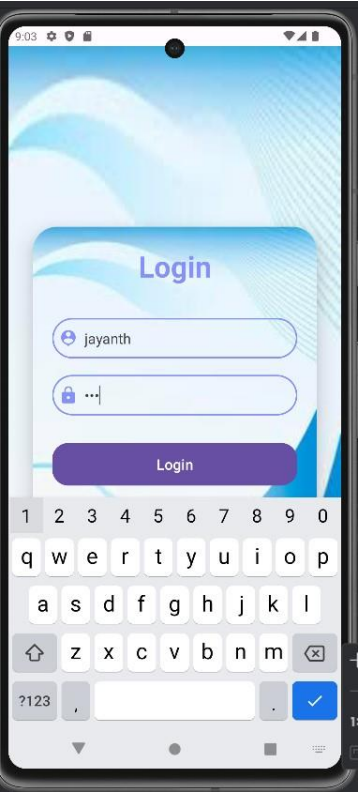 9:03
Login
jayanth
•••
Login
1 2 3 4 5 6 7 8 9 0
q w e r t y u i o p
a s d f g h j k l
z x c v b n m
?123 , .